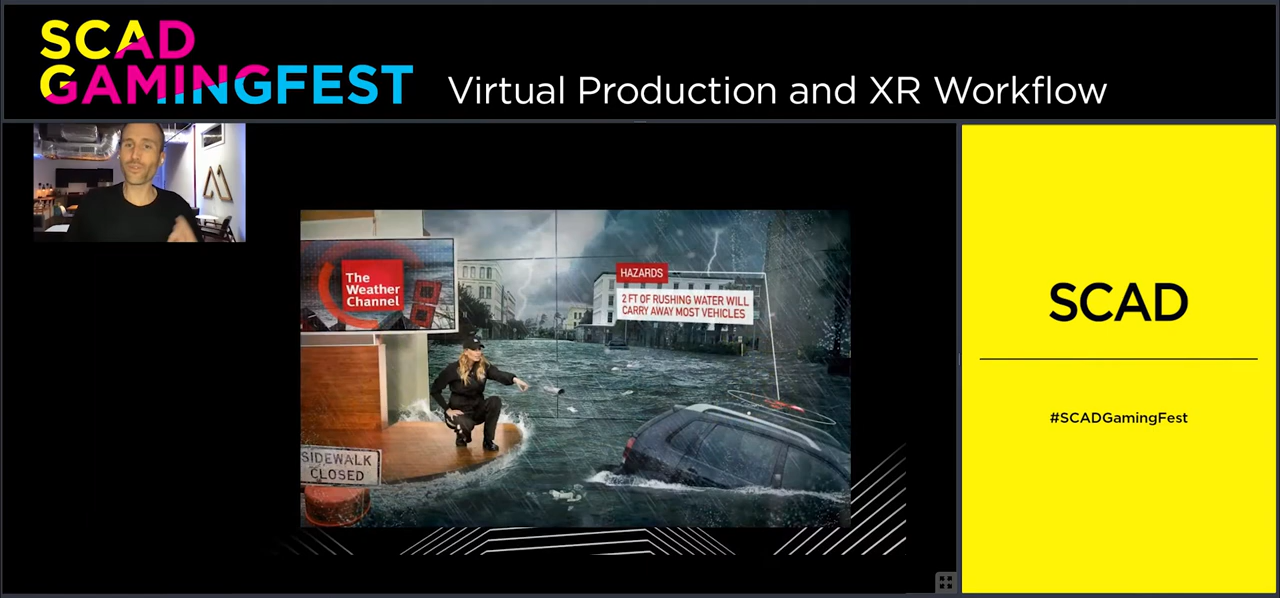 SCAD
GAMINGFEST
Virtual Production and XR Workflow
The
Weather
Channel
HAZARDS
2 FT OF RUSHING WATER WILL
CARRY AWAY MOST VEHICLES
SIDEWALK
CLOSED
SCAD
#SCADGamingFest